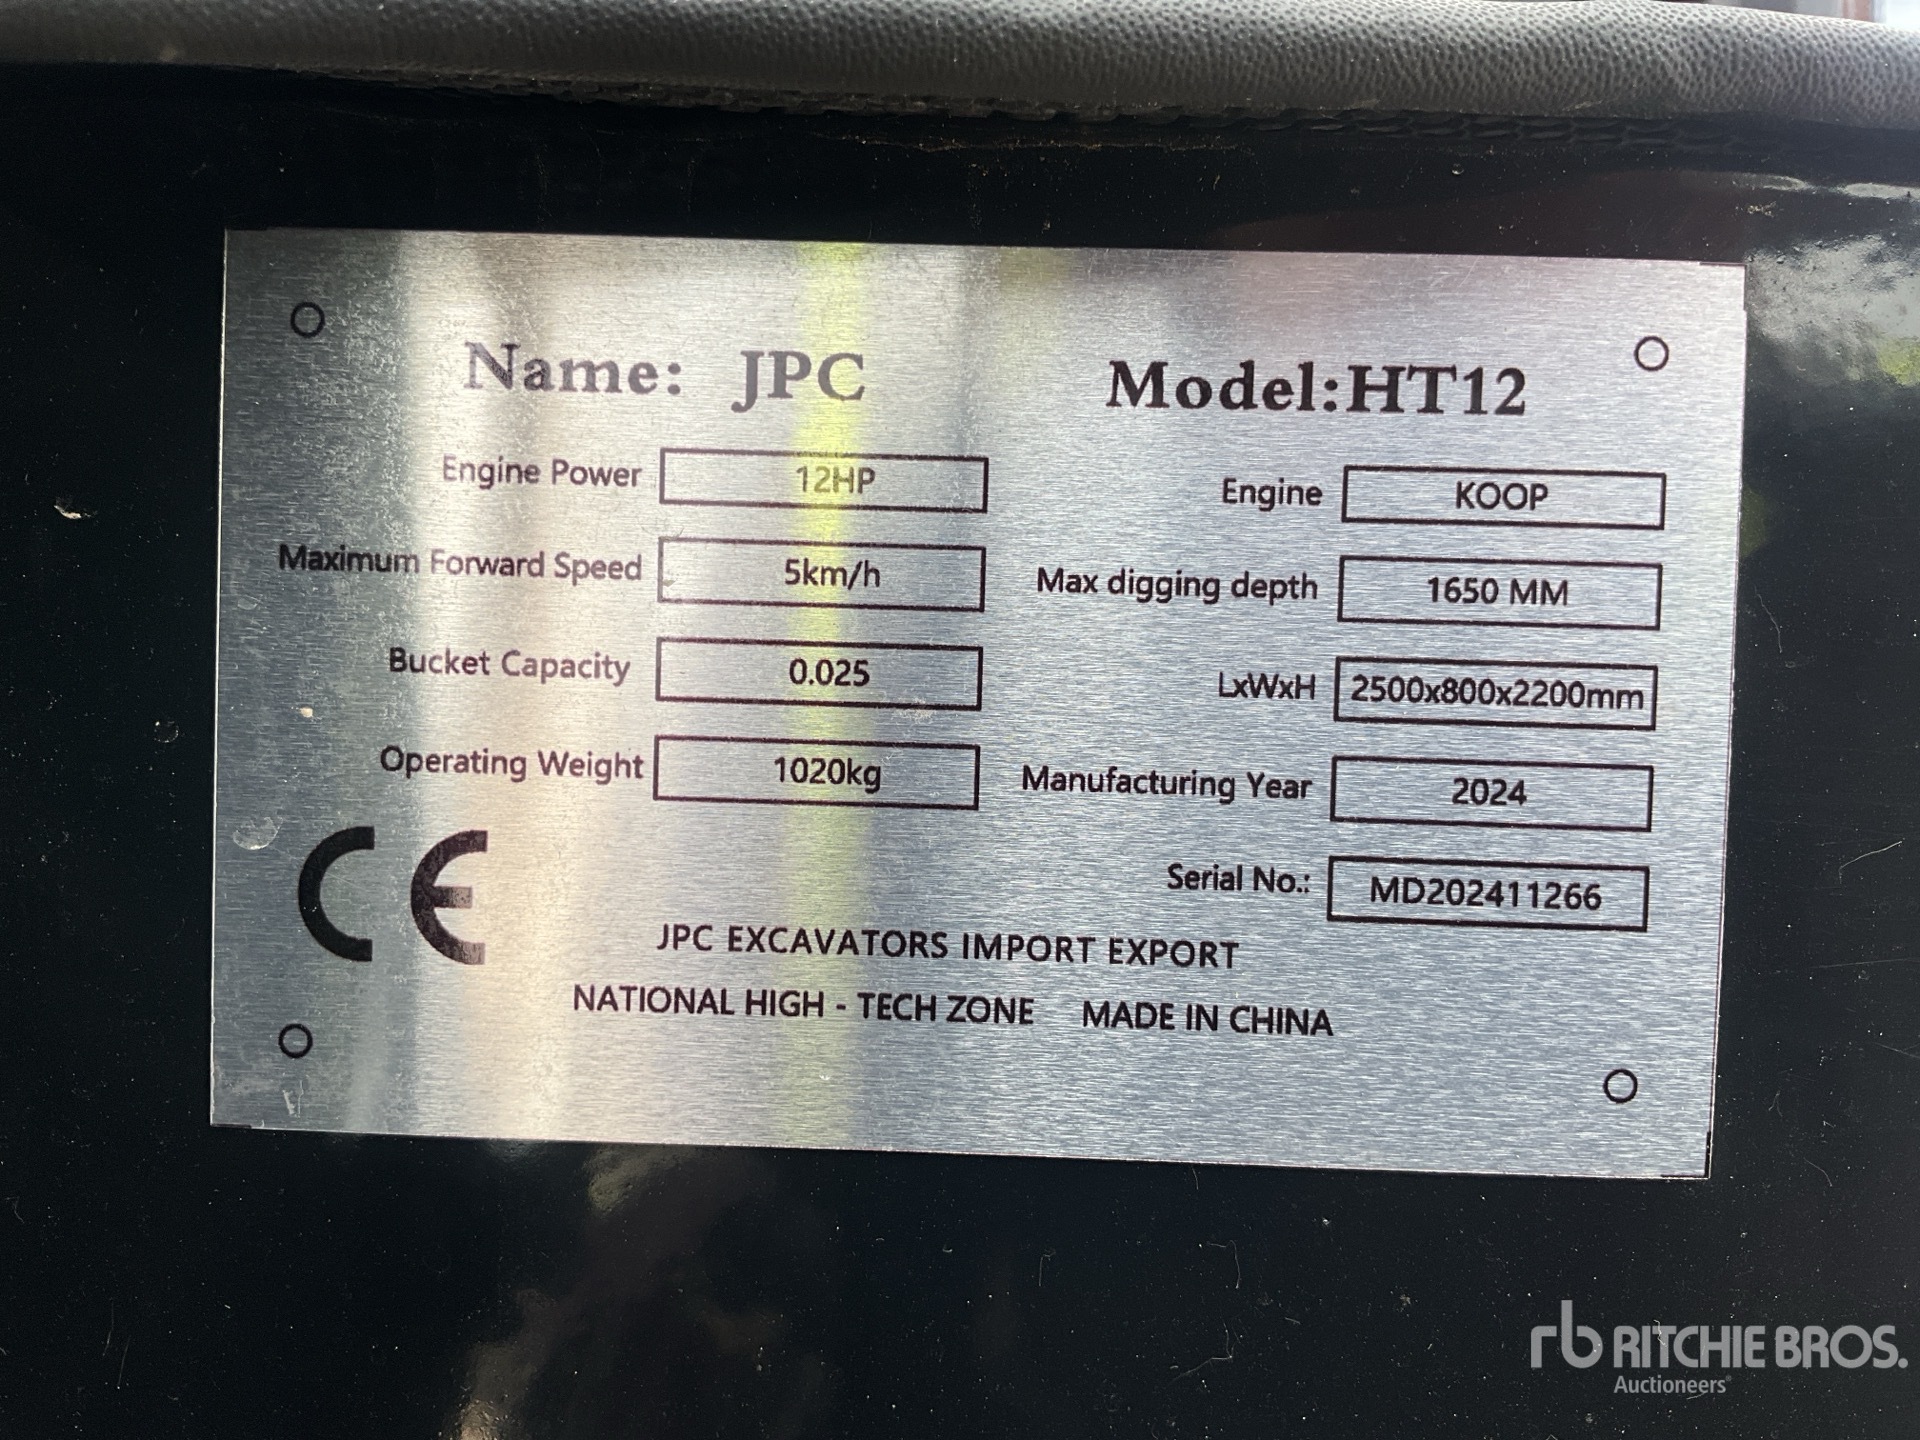 Name: JPC
Model:HT12
Engine Power 12HP
Engine KOOP
Maximum Forward Speed 5km/h
Max digging depth 1650 MM
Bucket Capacity 0.025
LxWxH 2500x800x2200mm
Operating Weight 1020kg
Manufacturing Year 2024
Serial No.: MD202411266
CE
JPC EXCAVATORS IMPORT EXPORT
NATIONAL HIGH - TECH ZONE MADE IN CHINA
rb RITCHIE BROS.
Auctioneers®